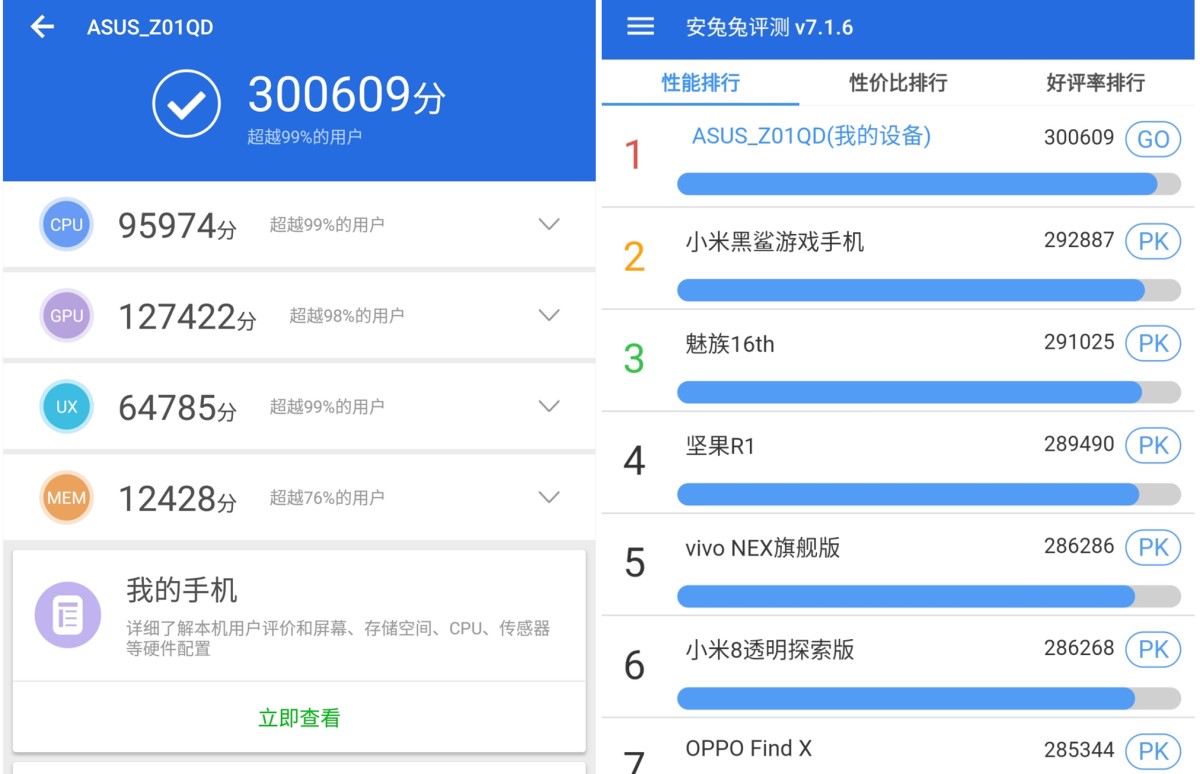 ASUS_Z01QD
300609分
超越99%的用户
CPU 95974分 超越99%的用户
GPU 127422分 超越98%的用户
UX 64785分 超越99%的用户
MEM 12428分 超越76%的用户
我的手机
详细了解本机用户评价和屏幕、存储空间、CPU、传感器
等硬件配置
立即查看
安兔兔评测 v7.1.6
性能排行 性价比排行 好评率排行
1 ASUS_Z01QD(我的设备) 300609 GO
2 小米黑鲨游戏手机 292887 PK
3 魅族16th 291025 PK
4 坚果R1 289490 PK
5 vivo NEX旗舰版 286286 PK
6 小米8透明探索版 286268 PK
7 OPPO Find X 285344 PK